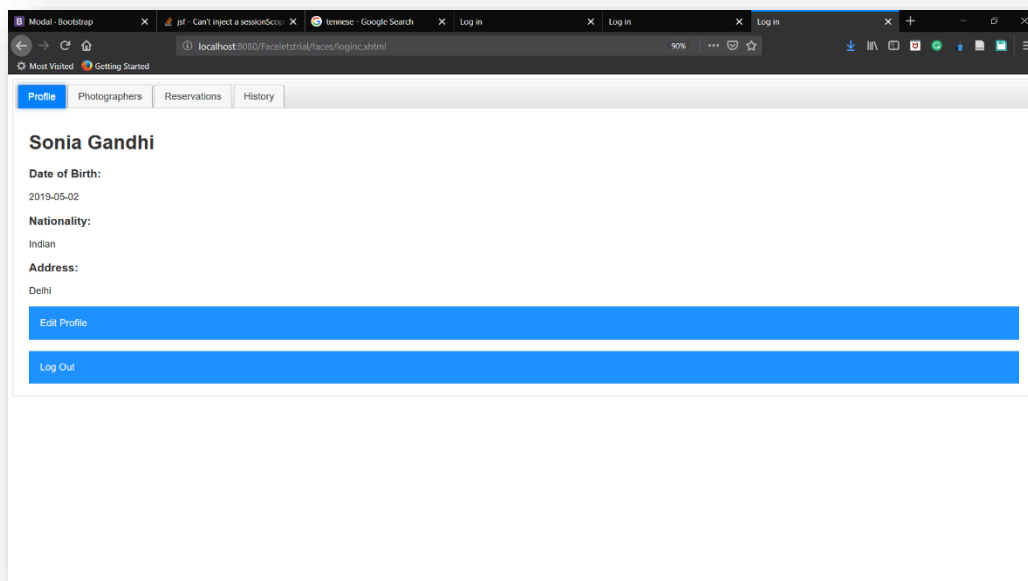 Modal · Bootstrap
jsf - Can't inject a sessionScop
tennese - Google Search
Log in
Log in
Log in
localhost:8080/Faceletstrial/faces/loginc.xhtml
90%
Most Visited
Getting Started
Profile
Photographers
Reservations
History
Sonia Gandhi
Date of Birth:
2019-05-02
Nationality:
Indian
Address:
Delhi
Edit Profile
Log Out